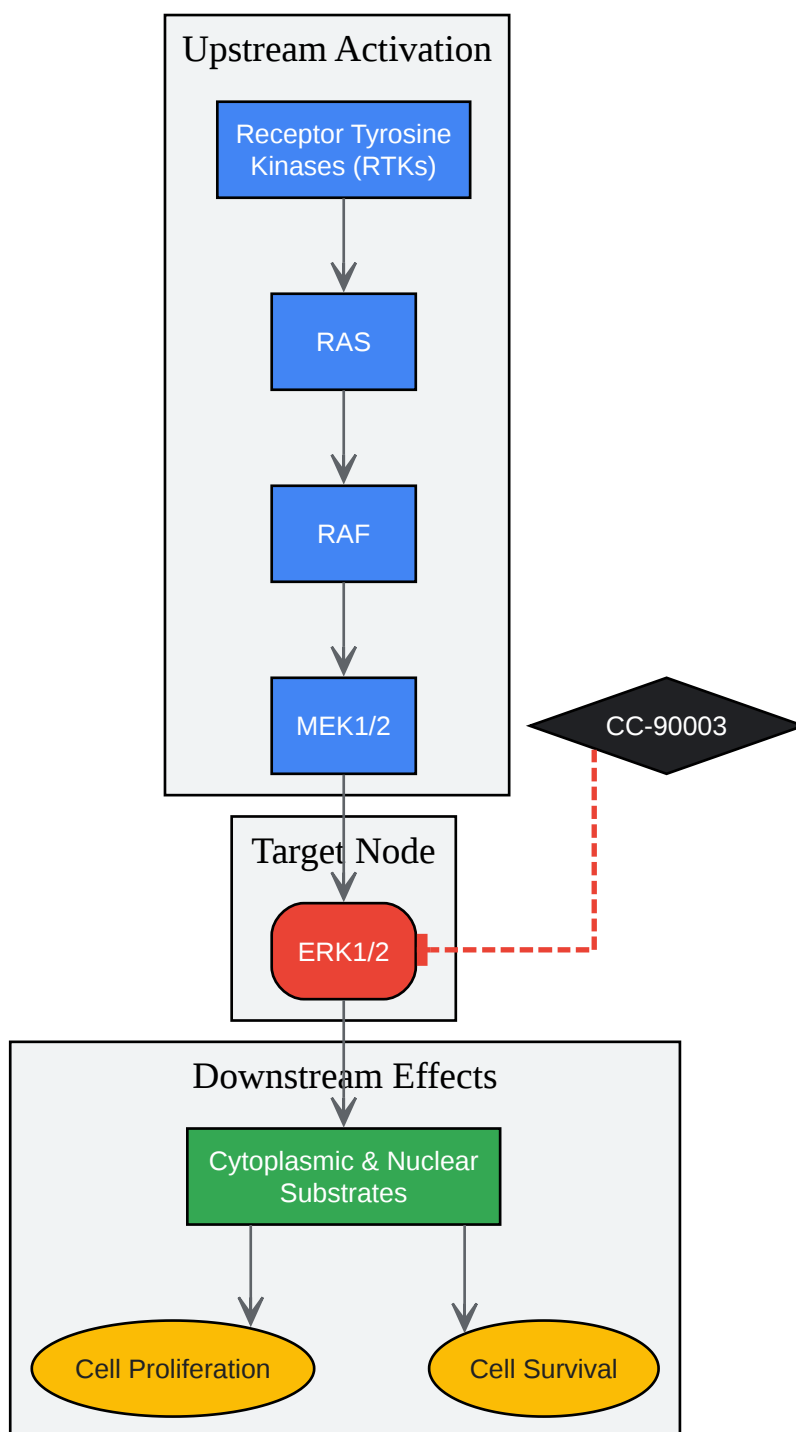 Upstream Activation
Receptor Tyrosine
Kinases (RTKs)
RAS
RAF
MEK1/2
CC-90003
Target Node
ERK1/2
Downstream Effects
Cytoplasmic & Nuclear
Substrates
Cell Proliferation
Cell Survival